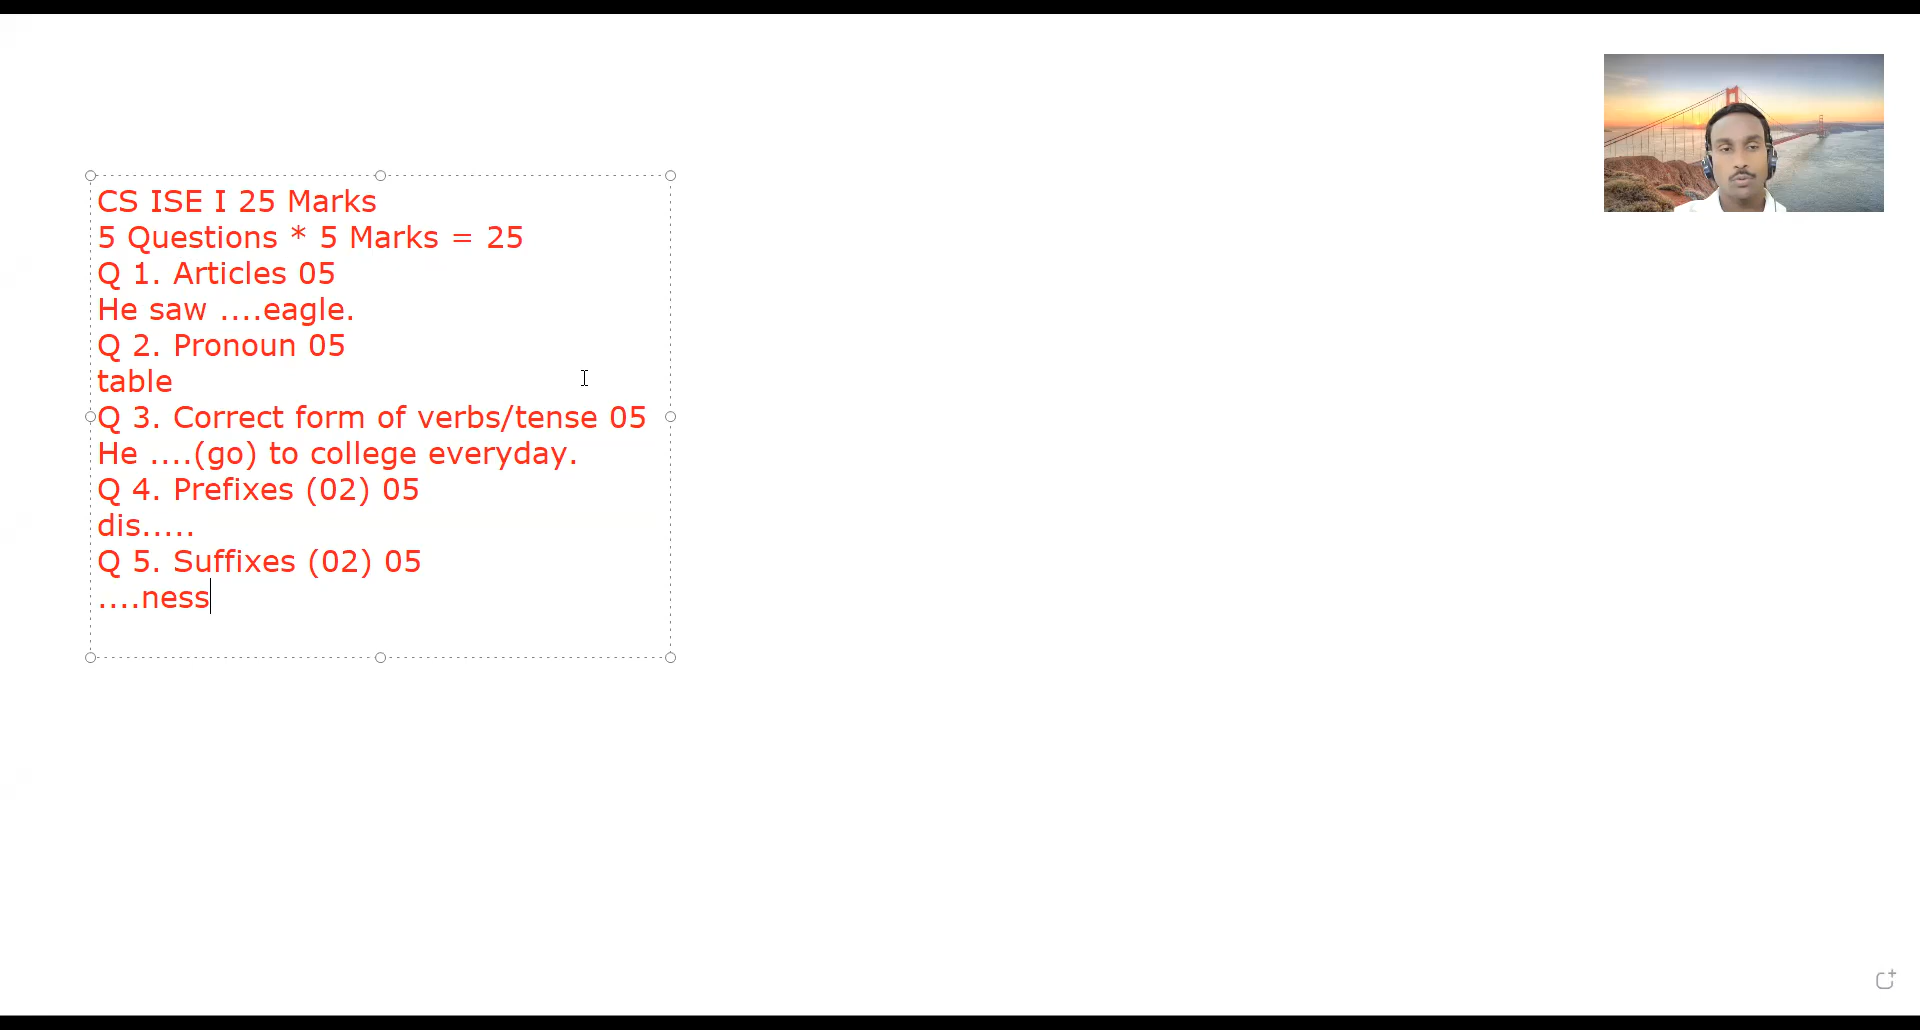 CS ISE I 25 Marks
5 Questions * 5 Marks = 25
Q 1. Articles 05
He saw ....eagle.
Q 2. Pronoun 05
table
Q 3. Correct form of verbs/tense 05
He ....(go) to college everyday.
Q 4. Prefixes (02) 05
dis.....
Q 5. Suffixes (02) 05
....ness